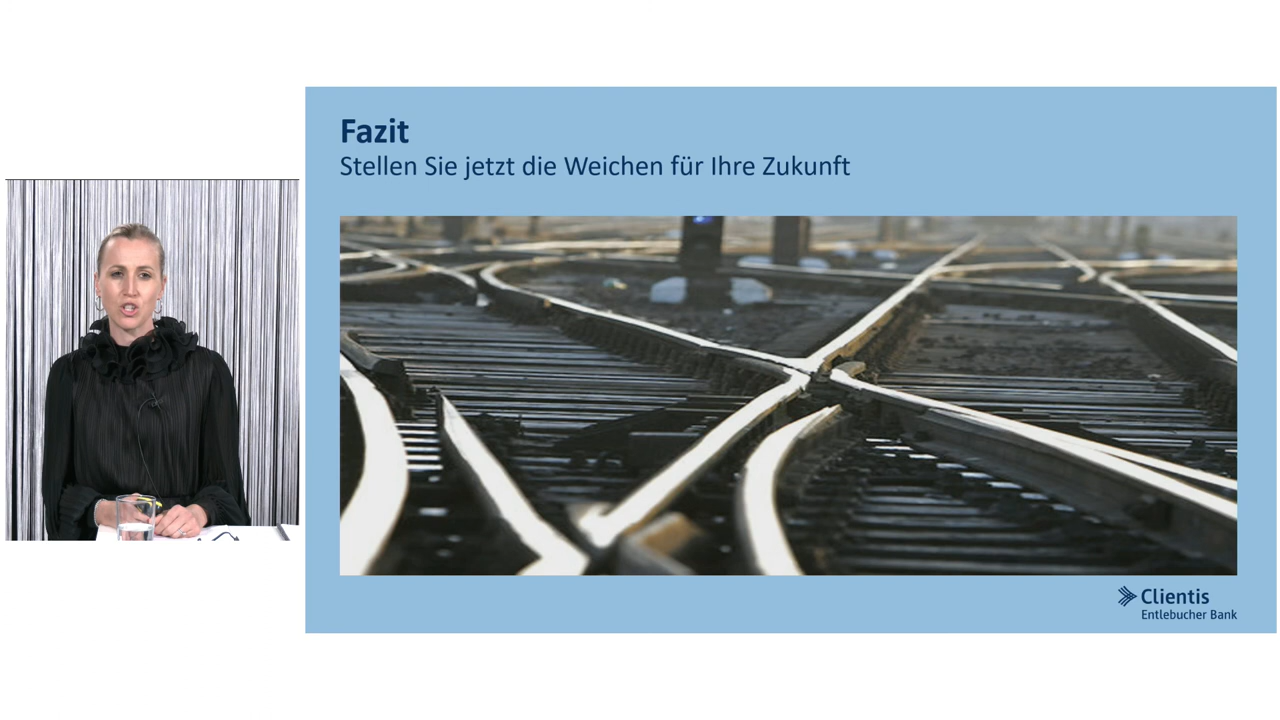 Fazit
Stellen Sie jetzt die Weichen für Ihre Zukunft
Clientis
Entlebucher Bank